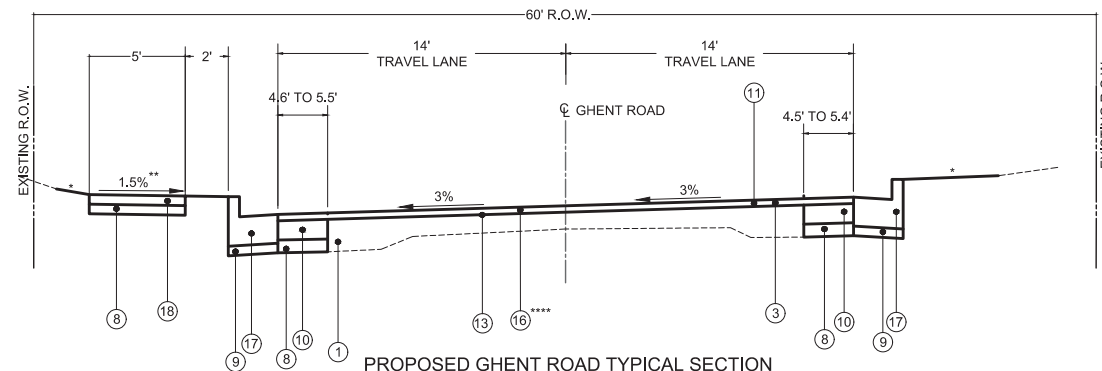 60' R.O.W.
14'
TRAVEL LANE
14'
TRAVEL LANE
5'
2'
4.6' TO 5.5'
℄ GHENT ROAD
11
4.5' TO 5.4'
EXISTING R.O.W.
EXISTING R.O.W.
*
1.5% **
3%
3%
*
8
18
9
17
8
10
1
13
16 ****
3
8
10
9
17
PROPOSED GHENT ROAD TYPICAL SECTION